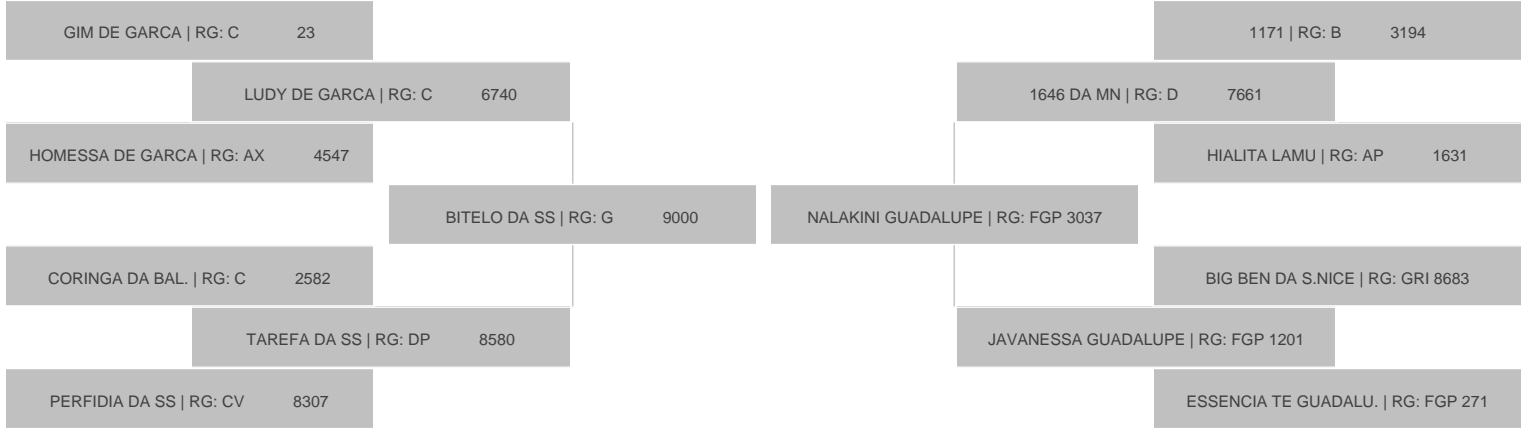 GIM DE GARCA | RG: C 23
1171 | RG: B 3194
LUDY DE GARCA | RG: C 6740
1646 DA MN | RG: D 7661
HOMESSA DE GARCA | RG: AX 4547
HIALITA LAMU | RG: AP 1631
BITELO DA SS | RG: G 9000
NALAKINI GUADALUPE | RG: FGP 3037
CORINGA DA BAL. | RG: C 2582
BIG BEN DA S.NICE | RG: GRI 8683
TAREFA DA SS | RG: DP 8580
JAVANESSA GUADALUPE | RG: FGP 1201
PERFIDIA DA SS | RG: CV 8307
ESSENCIA TE GUADALU. | RG: FGP 271